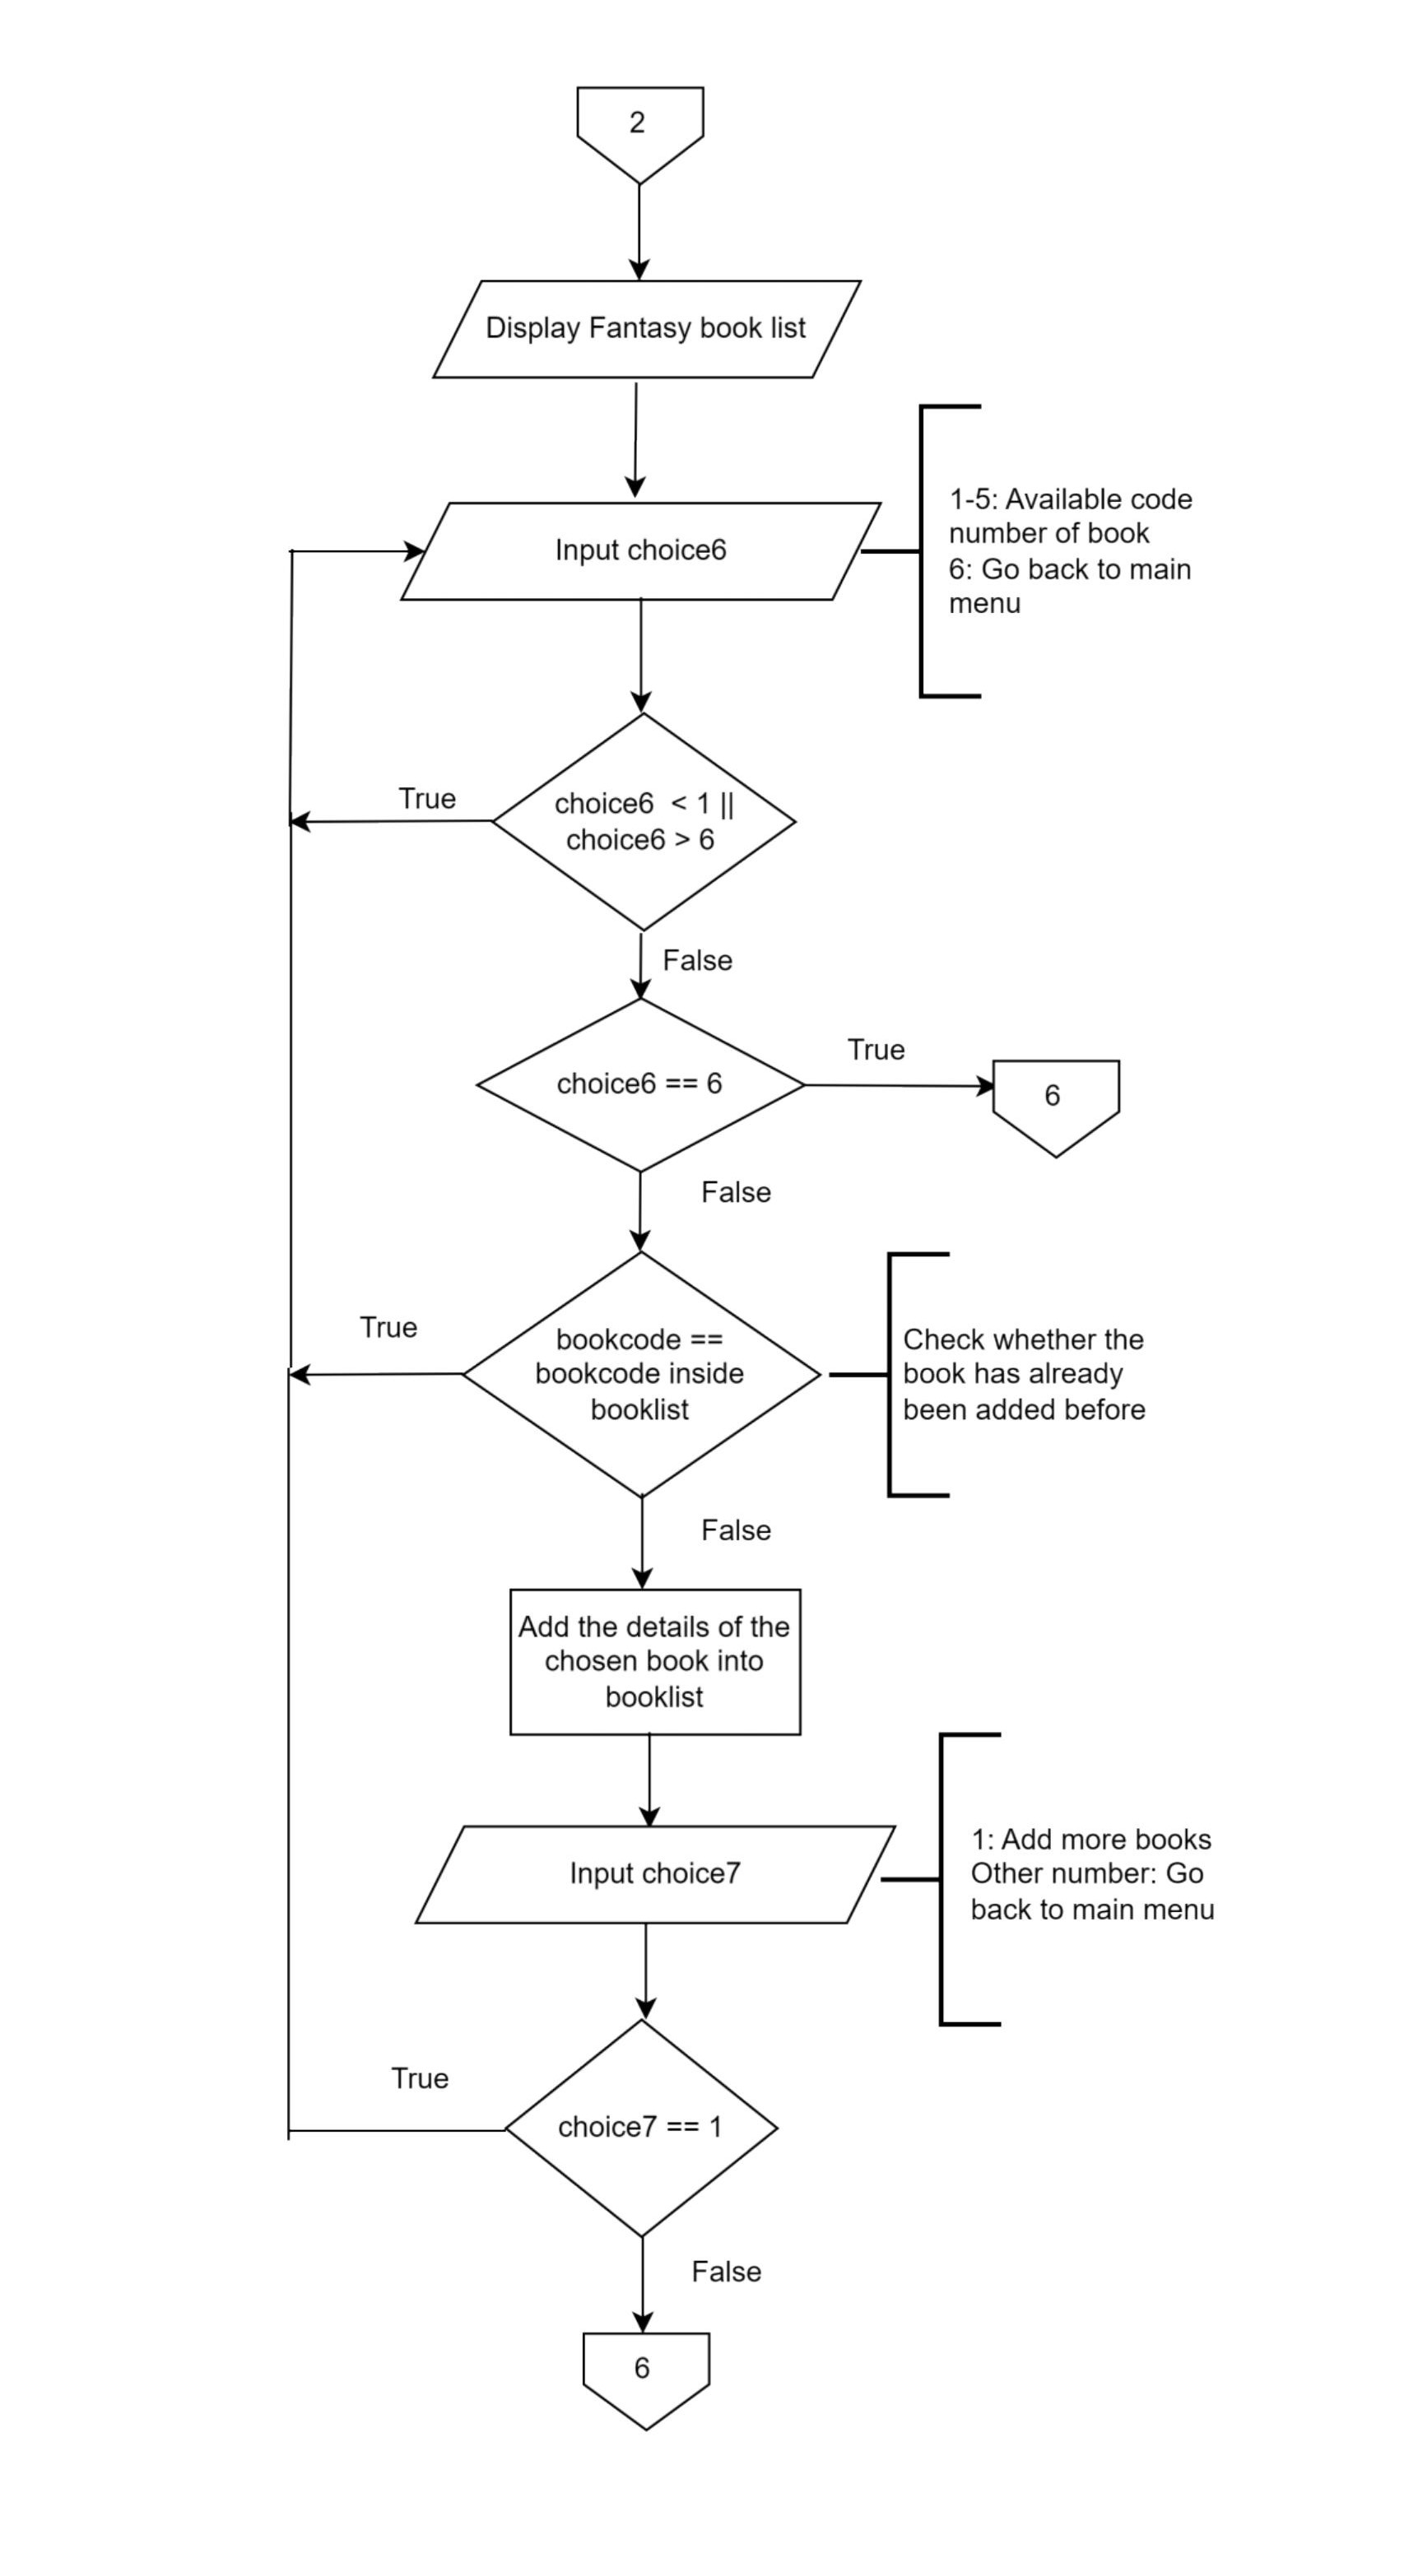 2
Display Fantasy book list
Input choice6
1-5: Available code
number of book
6: Go back to main
menu
choice6 < 1 ||
choice6 > 6
True
False
choice6 == 6
True
6
False
bookcode ==
bookcode inside
booklist
True
Check whether the
book has already
been added before
False
Add the details of the
chosen book into
booklist
Input choice7
1: Add more books
Other number: Go
back to main menu
True
choice7 == 1
False
6